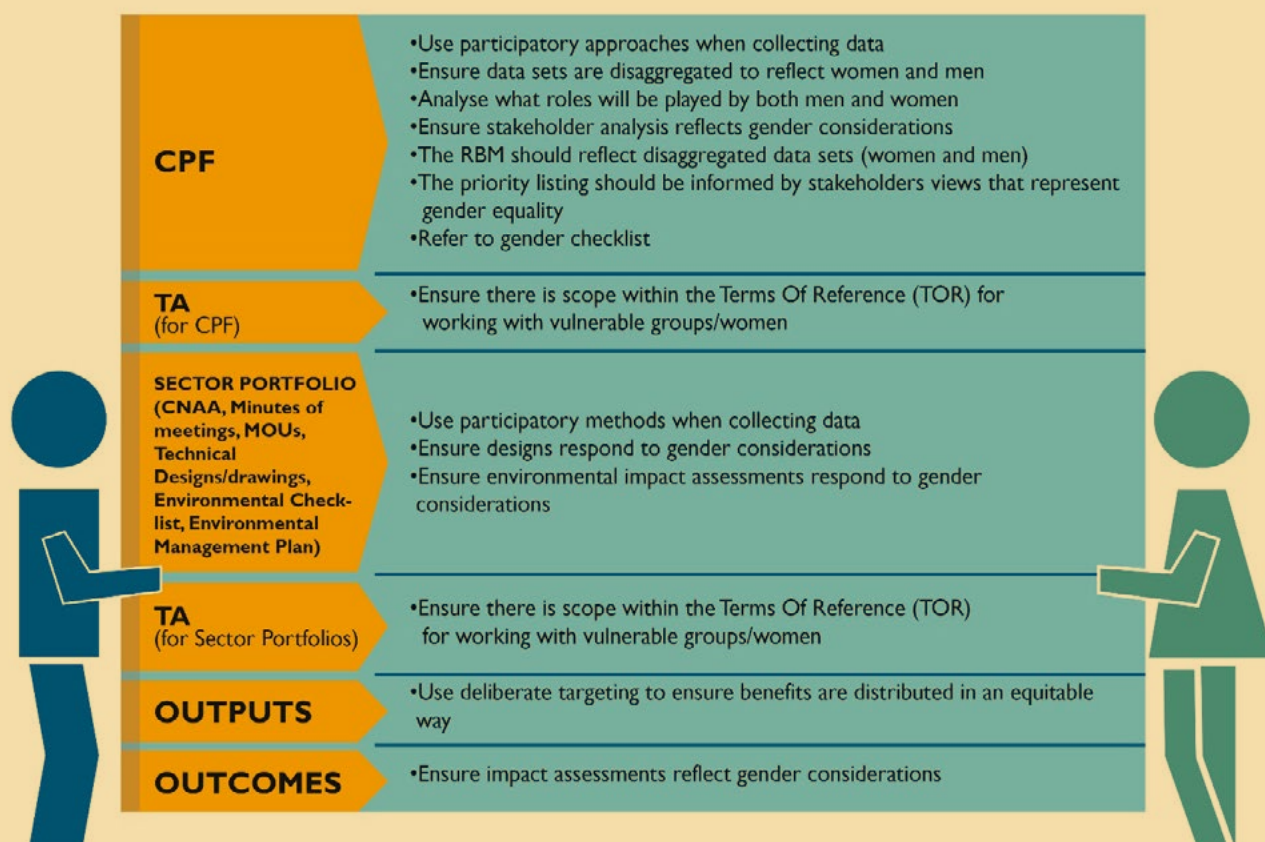 CPF
•Use participatory approaches when collecting data
•Ensure data sets are disaggregated to reflect women and men
•Analyse what roles will be played by both men and women
•Ensure stakeholder analysis reflects gender considerations
•The RBM should reflect disaggregated data sets (women and men)
•The priority listing should be informed by stakeholders views that represent
gender equality
•Refer to gender checklist
TA
(for CPF)
•Ensure there is scope within the Terms Of Reference (TOR) for
working with vulnerable groups/women
SECTOR PORTFOLIO
(CNAA, Minutes of
meetings, MOUs,
Technical
Designs/drawings,
Environmental Check-
list, Environmental
Management Plan)
•Use participatory methods when collecting data
•Ensure designs respond to gender considerations
•Ensure environmental impact assessments respond to gender
considerations
TA
(for Sector Portfolios)
•Ensure there is scope within the Terms Of Reference (TOR)
for working with vulnerable groups/women
OUTPUTS
•Use deliberate targeting to ensure benefits are distributed in an equitable
way
OUTCOMES
•Ensure impact assessments reflect gender considerations